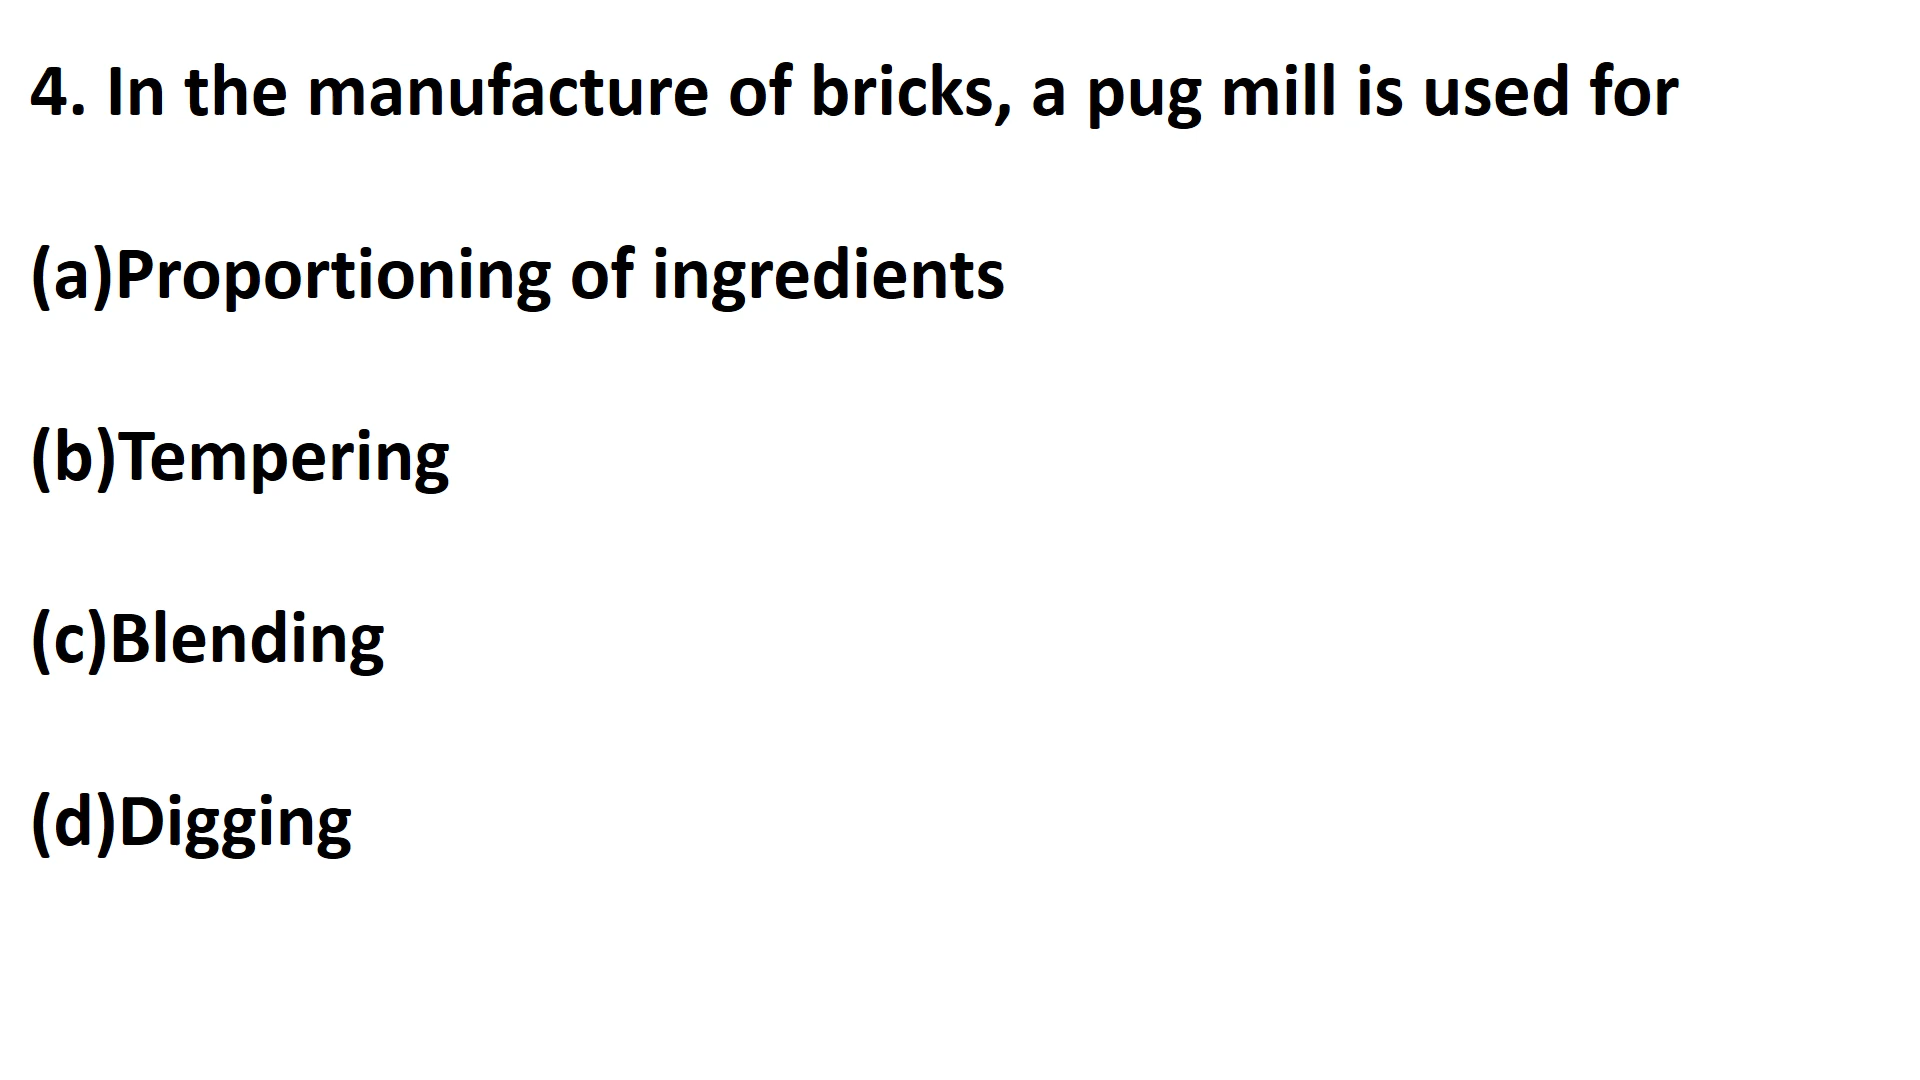 4. In the manufacture of bricks, a pug mill is used for
(a)Proportioning of ingredients
(b)Tempering
(c)Blending
(d)Digging